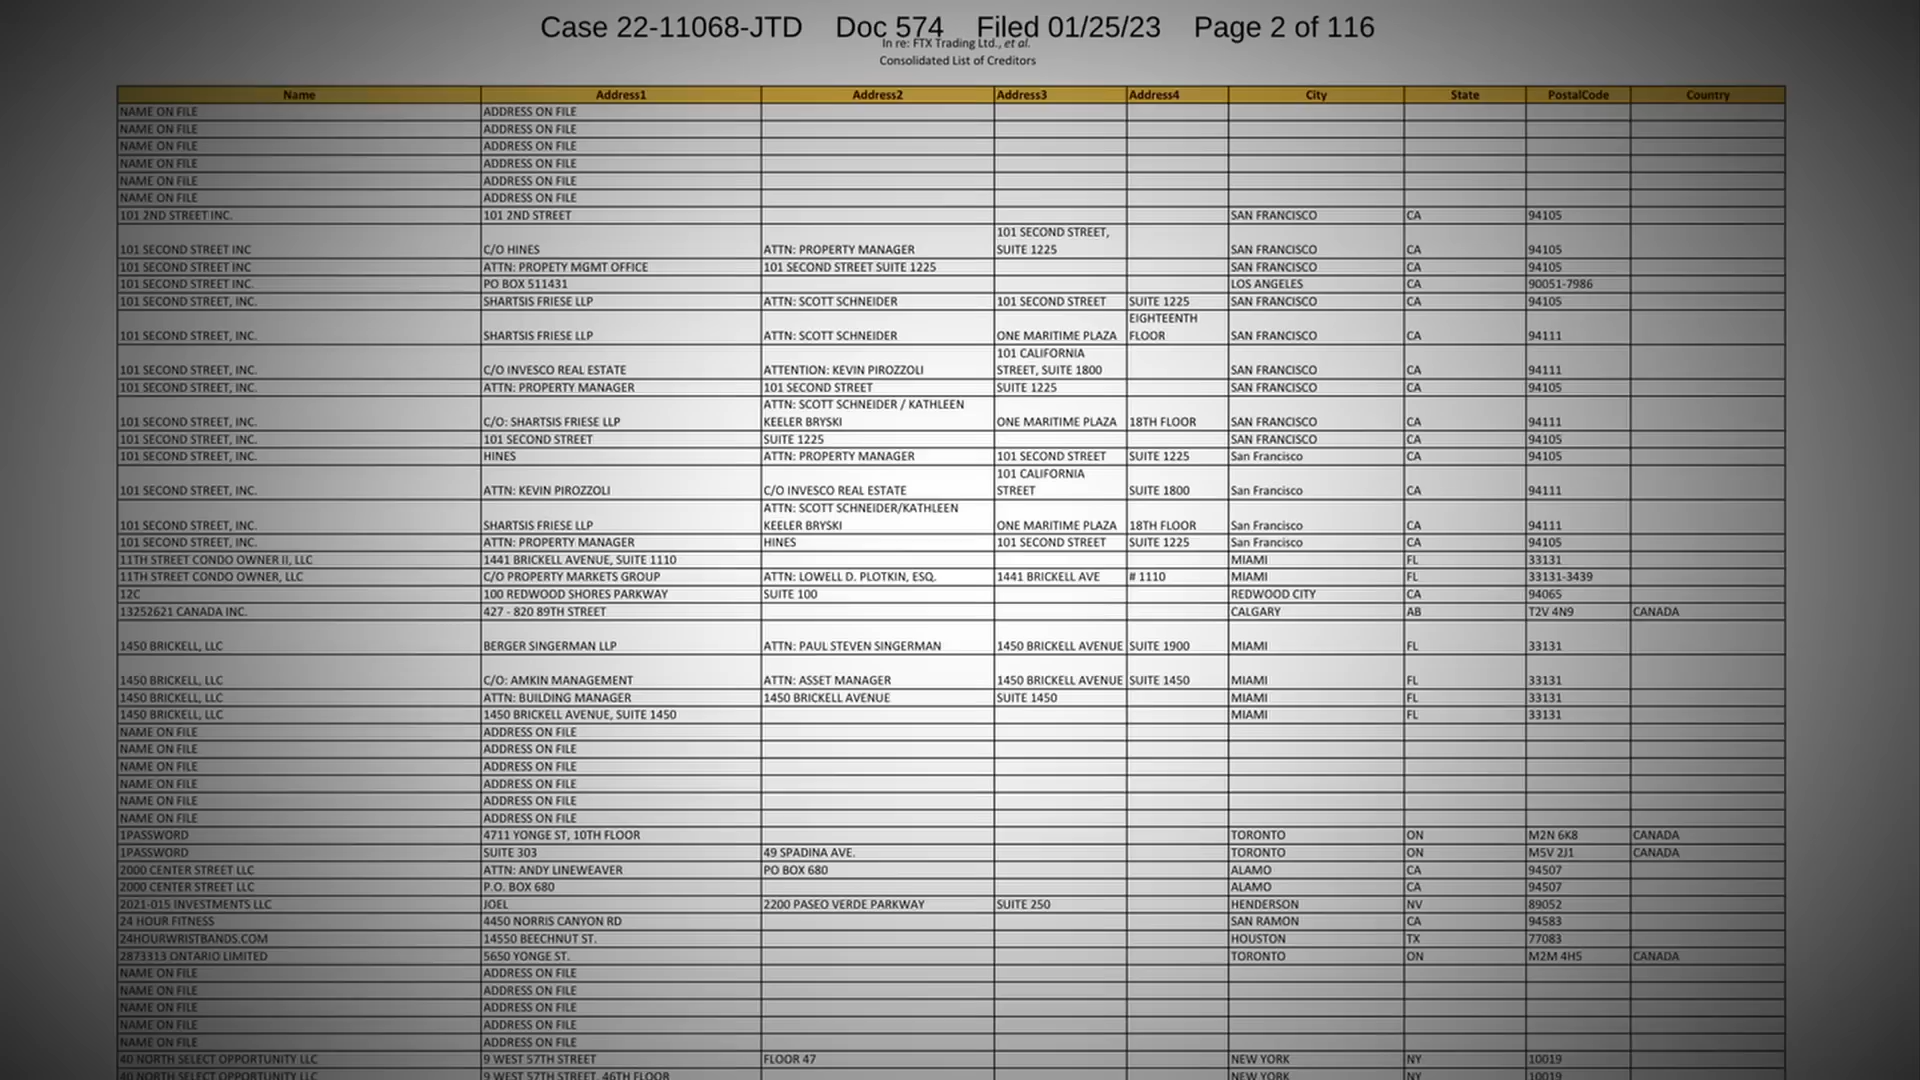 Case 22-11068-JTD Doc 574 Filed 01/25/23 Page 2 of 116
In re: FTX Trading Ltd., et al.
Consolidated List of Creditors
Name Address1 Address2 Address3 Address4 City State PostalCode Country
NAME ON FILE ADDRESS ON FILE
NAME ON FILE ADDRESS ON FILE
NAME ON FILE ADDRESS ON FILE
NAME ON FILE ADDRESS ON FILE
NAME ON FILE ADDRESS ON FILE
NAME ON FILE ADDRESS ON FILE
101 2ND STREET INC. 101 2ND STREET SAN FRANCISCO CA 94105
101 SECOND STREET,
101 SECOND STREET INC C/O HINES ATTN: PROPERTY MANAGER SUITE 1225 SAN FRANCISCO CA 94105
101 SECOND STREET INC ATTN: PROPETY MGMT OFFICE 101 SECOND STREET SUITE 1225 SAN FRANCISCO CA 94105
101 SECOND STREET INC. PO BOX 511431 LOS ANGELES CA 90051-7986
101 SECOND STREET, INC. SHARTSIS FRIESE LLP ATTN: SCOTT SCHNEIDER 101 SECOND STREET SUITE 1225 SAN FRANCISCO CA 94105
EIGHTEENTH
101 SECOND STREET, INC. SHARTSIS FRIESE LLP ATTN: SCOTT SCHNEIDER ONE MARITIME PLAZA FLOOR SAN FRANCISCO CA 94111
101 CALIFORNIA
101 SECOND STREET, INC. C/O INVESCO REAL ESTATE ATTENTION: KEVIN PIROZZOLI STREET, SUITE 1800 SAN FRANCISCO CA 94111
101 SECOND STREET, INC. ATTN: PROPERTY MANAGER 101 SECOND STREET SUITE 1225 SAN FRANCISCO CA 94105
ATTN: SCOTT SCHNEIDER / KATHLEEN
101 SECOND STREET, INC. C/O: SHARTSIS FRIESE LLP KEELER BRYSKI ONE MARITIME PLAZA 18TH FLOOR SAN FRANCISCO CA 94111
101 SECOND STREET, INC. 101 SECOND STREET SUITE 1225 SAN FRANCISCO CA 94105
101 SECOND STREET, INC. HINES ATTN: PROPERTY MANAGER 101 SECOND STREET SUITE 1225 San Francisco CA 94105
101 CALIFORNIA
101 SECOND STREET, INC. ATTN: KEVIN PIROZZOLI C/O INVESCO REAL ESTATE STREET SUITE 1800 San Francisco CA 94111
ATTN: SCOTT SCHNEIDER/KATHLEEN
101 SECOND STREET, INC. SHARTSIS FRIESE LLP KEELER BRYSKI ONE MARITIME PLAZA 18TH FLOOR San Francisco CA 94111
101 SECOND STREET, INC. ATTN: PROPERTY MANAGER HINES 101 SECOND STREET SUITE 1225 San Francisco CA 94105
11TH STREET CONDO OWNER II, LLC 1441 BRICKELL AVENUE, SUITE 1110 MIAMI FL 33131
11TH STREET CONDO OWNER, LLC C/O PROPERTY MARKETS GROUP ATTN: LOWELL D. PLOTKIN, ESQ. 1441 BRICKELL AVE # 1110 MIAMI FL 33131-3439
12C 100 REDWOOD SHORES PARKWAY SUITE 100 REDWOOD CITY CA 94065
13252621 CANADA INC. 427 - 820 89TH STREET CALGARY AB T2V 4N9 CANADA
1450 BRICKELL, LLC BERGER SINGERMAN LLP ATTN: PAUL STEVEN SINGERMAN 1450 BRICKELL AVENUE SUITE 1900 MIAMI FL 33131
1450 BRICKELL, LLC C/O: AMKIN MANAGEMENT ATTN: ASSET MANAGER 1450 BRICKELL AVENUE SUITE 1450 MIAMI FL 33131
1450 BRICKELL, LLC ATTN: BUILDING MANAGER 1450 BRICKELL AVENUE SUITE 1450 MIAMI FL 33131
1450 BRICKELL, LLC 1450 BRICKELL AVENUE, SUITE 1450 MIAMI FL 33131
NAME ON FILE ADDRESS ON FILE
NAME ON FILE ADDRESS ON FILE
NAME ON FILE ADDRESS ON FILE
NAME ON FILE ADDRESS ON FILE
NAME ON FILE ADDRESS ON FILE
NAME ON FILE ADDRESS ON FILE
1PASSWORD 4711 YONGE ST, 10TH FLOOR TORONTO ON M2N 6K8 CANADA
1PASSWORD SUITE 303 49 SPADINA AVE. TORONTO ON M5V 2J1 CANADA
2000 CENTER STREET LLC ATTN: ANDY LINEWEAVER PO BOX 680 ALAMO CA 94507
2000 CENTER STREET LLC P.O. BOX 680 ALAMO CA 94507
2021-015 INVESTMENTS LLC JOEL 2200 PASEO VERDE PARKWAY SUITE 250 HENDERSON NV 89052
24 HOUR FITNESS 4450 NORRIS CANYON RD SAN RAMON CA 94583
24HOURWRISTBANDS.COM 14550 BEECHNUT ST. HOUSTON TX 77083
2873313 ONTARIO LIMITED 5650 YONGE ST. TORONTO ON M2M 4H5 CANADA
NAME ON FILE ADDRESS ON FILE
NAME ON FILE ADDRESS ON FILE
NAME ON FILE ADDRESS ON FILE
NAME ON FILE ADDRESS ON FILE
NAME ON FILE ADDRESS ON FILE
40 NORTH SELECT OPPORTUNITY LLC 9 WEST 57TH STREET FLOOR 47 NEW YORK NY 10019
40 NORTH SELECT OPPORTUNITY LLC 9 WEST 57TH STREET, 46TH FLOOR NEW YORK NY 10019